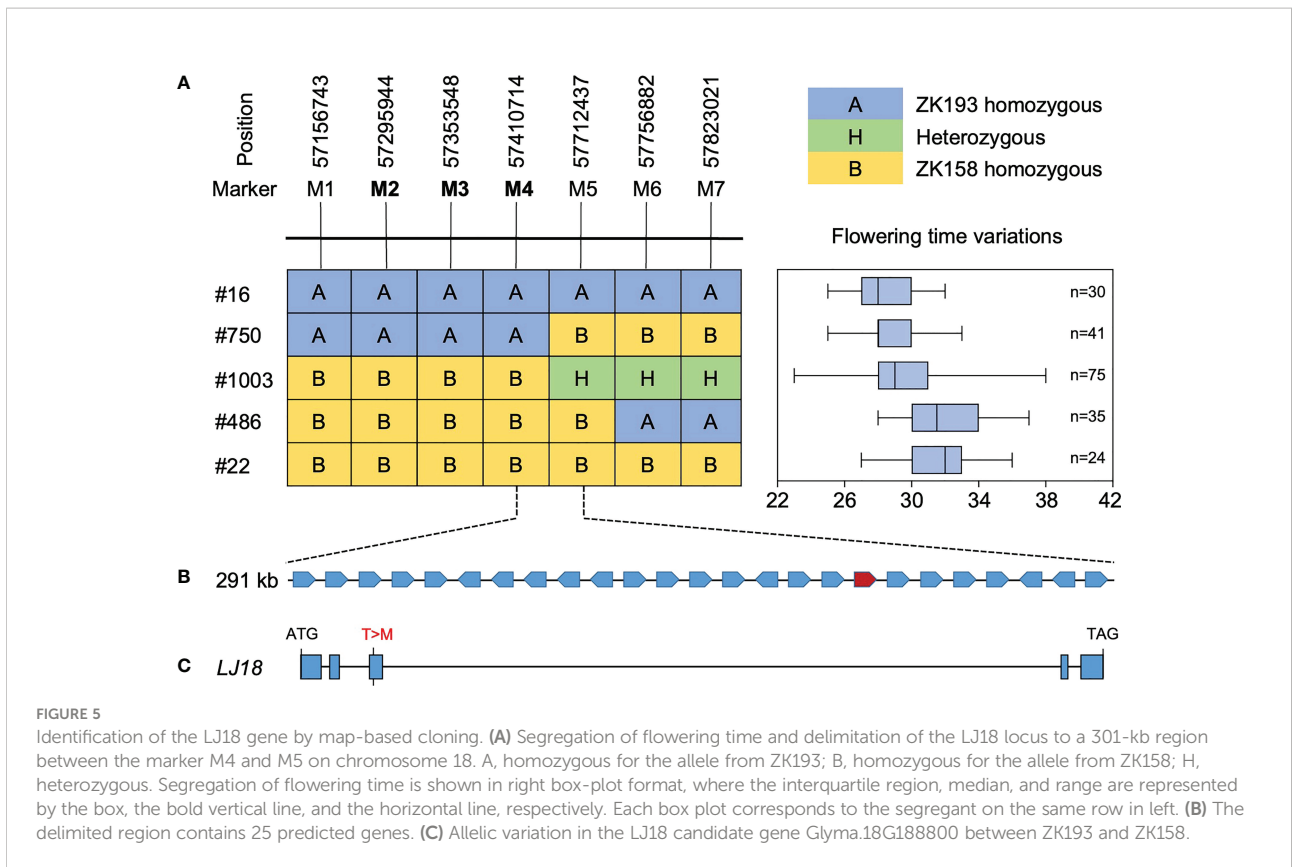 A
Position
57156743
57295944
57353548
57410714
57712437
57756882
57823021
Marker M1 M2 M3 M4 M5 M6 M7
A ZK193 homozygous
H Heterozygous
B ZK158 homozygous
Flowering time variations
#16 A A A A A A A n=30
#750 A A A A B B B n=41
#1003 B B B B H H H n=75
#486 B B B B B A A n=35
#22 B B B B B B B n=24
22 26 30 34 38 42
B 291 kb
ATG T>M TAG
C LJ18
FIGURE 5
Identification of the LJ18 gene by map-based cloning. (A) Segregation of flowering time and delimitation of the LJ18 locus to a 301-kb region
between the marker M4 and M5 on chromosome 18. A, homozygous for the allele from ZK193; B, homozygous for the allele from ZK158; H,
heterozygous. Segregation of flowering time is shown in right box-plot format, where the interquartile region, median, and range are represented
by the box, the bold vertical line, and the horizontal line, respectively. Each box plot corresponds to the segregant on the same row in left. (B) The
delimited region contains 25 predicted genes. (C) Allelic variation in the LJ18 candidate gene Glyma.18G188800 between ZK193 and ZK158.